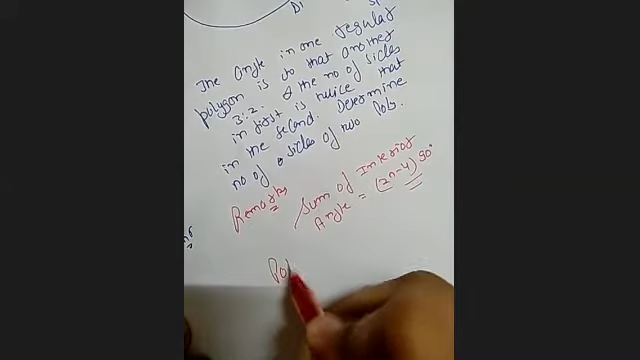 D1
The angle in one regular
polygon is to that another
3:2. & the no of sides
in first is twice that
in the second. Determine
no of sides of two Pols.
Remarks
Sum of Interior
Angle = (2n-4) 90°
Pol